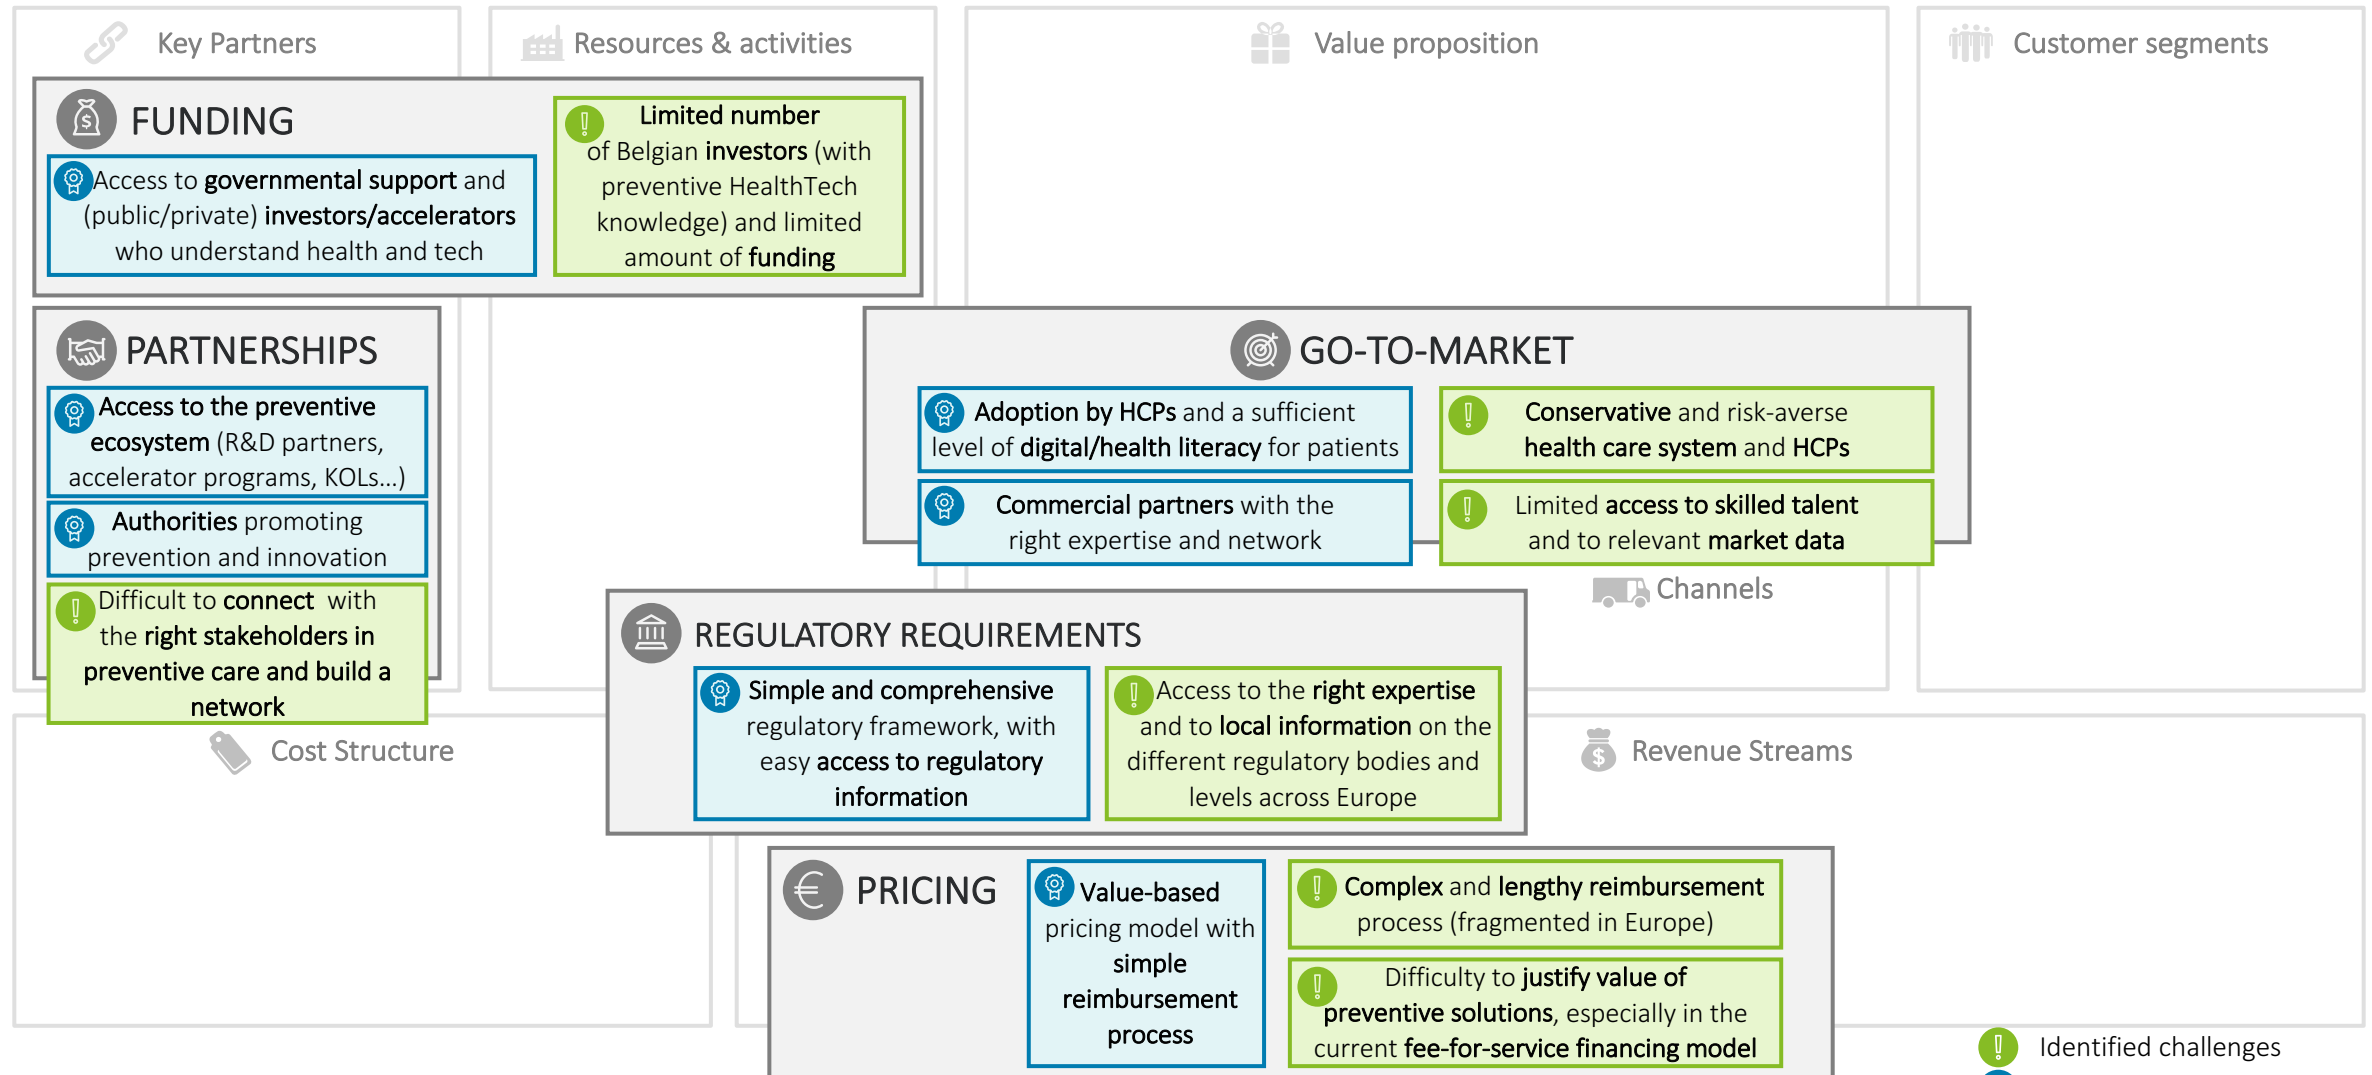 Key Partners
Resources & activities
Value proposition
Customer segments
FUNDING
Access to governmental support and
(public/private) investors/accelerators
who understand health and tech
Limited number
of Belgian investors (with
preventive HealthTech
knowledge) and limited
amount of funding
PARTNERSHIPS
Access to the preventive
ecosystem (R&D partners,
accelerator programs, KOLs...)
Authorities promoting
prevention and innovation
Difficult to connect with
the right stakeholders in
preventive care and build a
network
GO-TO-MARKET
Adoption by HCPs and a sufficient
level of digital/health literacy for patients
Commercial partners with the
right expertise and network
Conservative and risk-averse
health care system and HCPs
Limited access to skilled talent
and to relevant market data
Channels
REGULATORY REQUIREMENTS
Simple and comprehensive
regulatory framework, with
easy access to regulatory
information
Access to the right expertise
and to local information on the
different regulatory bodies and
levels across Europe
Cost Structure
Revenue Streams
PRICING
Value-based
pricing model with
simple
reimbursement
process
Complex and lengthy reimbursement
process (fragmented in Europe)
Difficulty to justify value of
preventive solutions, especially in the
current fee-for-service financing model
Identified challenges